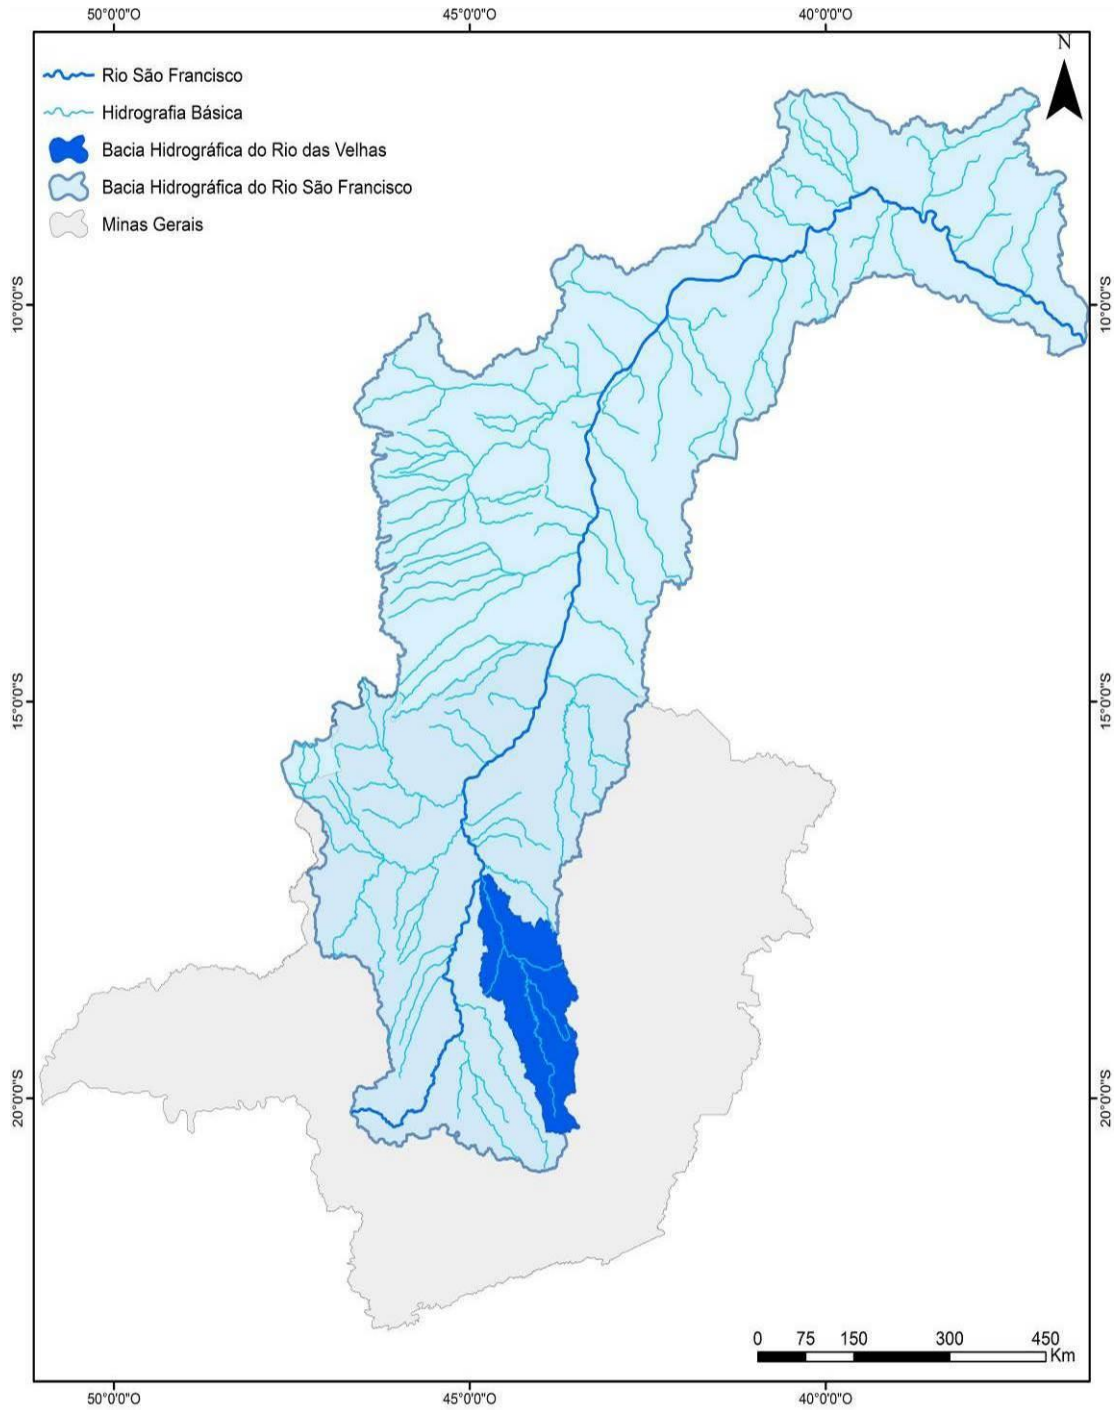 50°0'0"O 45°0'0"O 40°0'0"O
N
Rio São Francisco
Hidrografia Básica
Bacia Hidrográfica do Rio das Velhas
Bacia Hidrográfica do Rio São Francisco
Minas Gerais
10°0'0"S 10°0'0"S
15°0'0"S 15°0'0"S
20°0'0"S 20°0'0"S
0 75 150 300 450
Km
50°0'0"O 45°0'0"O 40°0'0"O